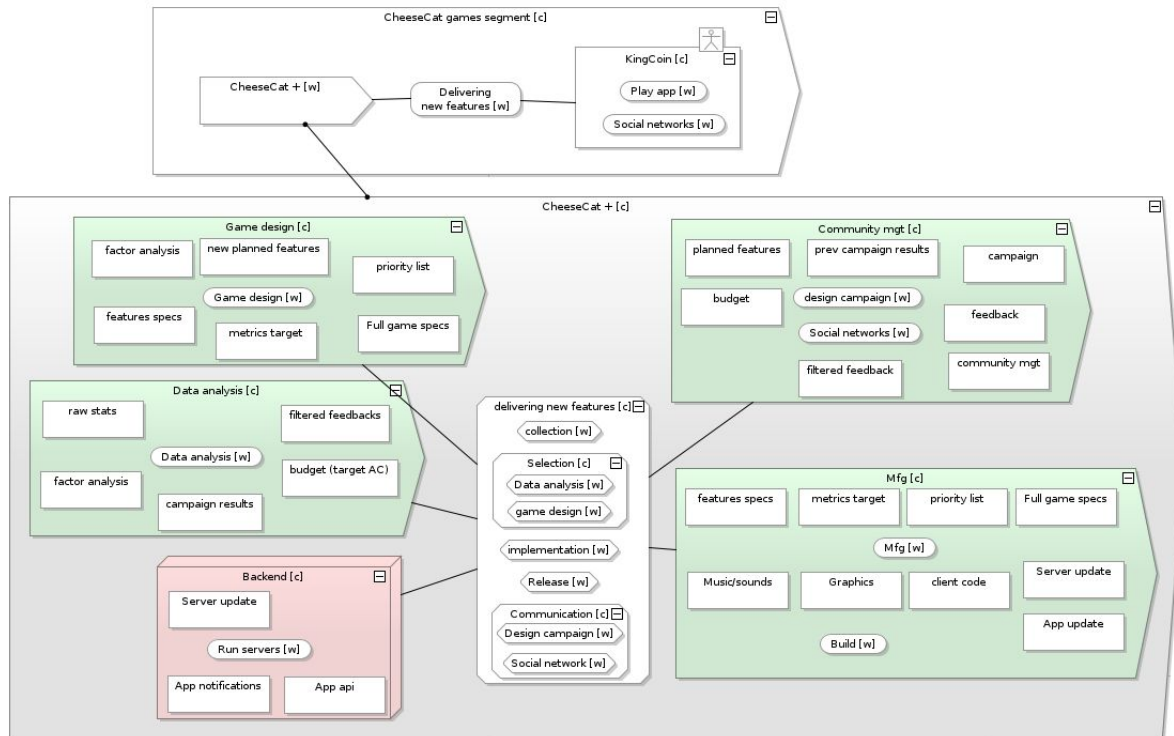 CheeseCat games segment [c]
KingCoin [c]
CheeseCat + [w]
Delivering
new features [w]
Play app [w]
Social networks [w]
CheeseCat + [c]
Game design [c]
factor analysis
new planned features
priority list
Game design [w]
features specs
metrics target
Full game specs
Community mgt [c]
planned features
prev campaign results
campaign
budget
design campaign [w]
feedback
Social networks [w]
filtered feedback
community mgt
Data analysis [c]
raw stats
filtered feedbacks
Data analysis [w]
budget (target AC)
factor analysis
campaign results
delivering new features [c]
collection [w]
Selection [c]
Data analysis [w]
game design [w]
implementation [w]
Release [w]
Communication [c]
Design campaign [w]
Social network [w]
Mfg [c]
features specs
metrics target
priority list
Full game specs
Mfg [w]
Music/sounds
Graphics
client code
Server update
Build [w]
App update
Backend [c]
Server update
Run servers [w]
App notifications
App api